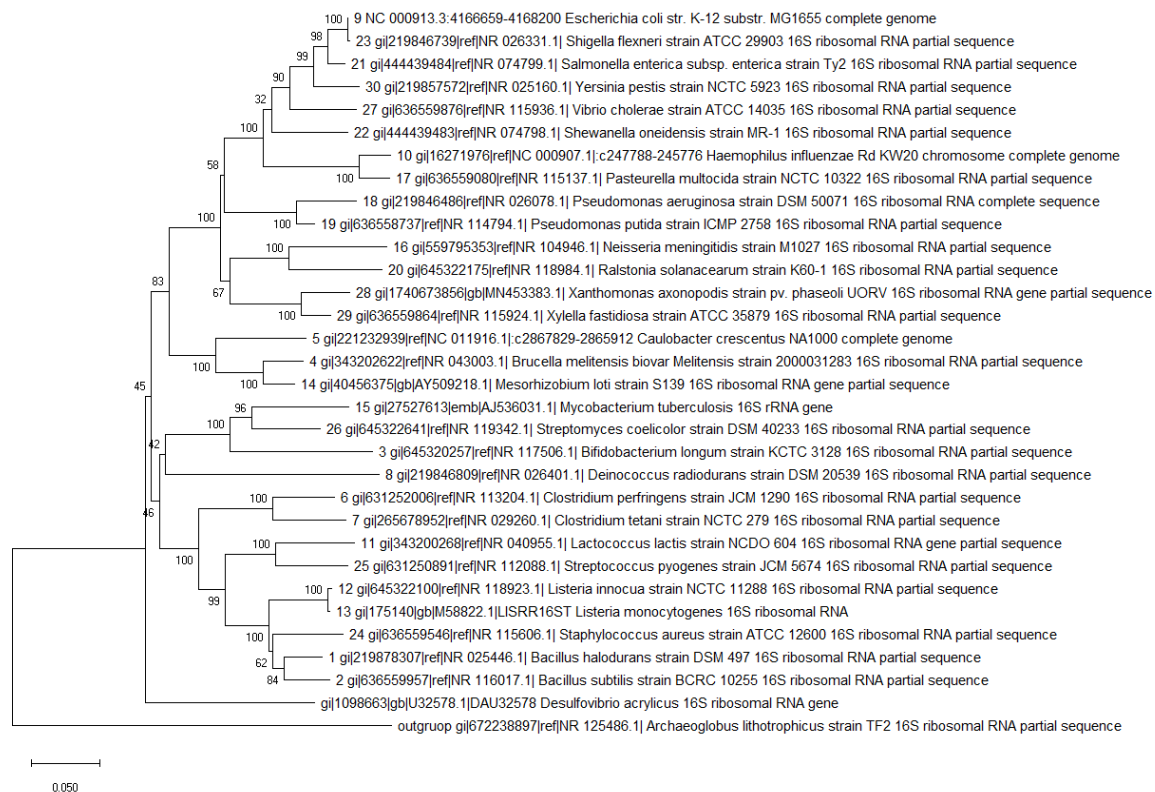 100 9 NC 000913.3:4166659-4168200 Escherichia coli str. K-12 substr. MG1655 complete genome
98
23 gi|219846739|ref|NR 026331.1| Shigella flexneri strain ATCC 29903 16S ribosomal RNA partial sequence
99
21 gi|444439484|ref|NR 074799.1| Salmonella enterica subsp. enterica strain Ty2 16S ribosomal RNA partial sequence
90
30 gi|219857572|ref|NR 025160.1| Yersinia pestis strain NCTC 5923 16S ribosomal RNA partial sequence
32
27 gi|636559876|ref|NR 115936.1| Vibrio cholerae strain ATCC 14035 16S ribosomal RNA partial sequence
100
22 gi|444439483|ref|NR 074798.1| Shewanella oneidensis strain MR-1 16S ribosomal RNA partial sequence
10 gi|16271976|ref|NC 000907.1|:c247788-245776 Haemophilus influenzae Rd KW20 chromosome complete genome
58
100
17 gi|636559080|ref|NR 115137.1| Pasteurella multocida strain NCTC 10322 16S ribosomal RNA partial sequence
18 gi|219846486|ref|NR 026078.1| Pseudomonas aeruginosa strain DSM 50071 16S ribosomal RNA complete sequence
100
100
19 gi|636558737|ref|NR 114794.1| Pseudomonas putida strain ICMP 2758 16S ribosomal RNA partial sequence
100
16 gi|559795353|ref|NR 104946.1| Neisseria meningitidis strain M1027 16S ribosomal RNA partial sequence
20 gi|645322175|ref|NR 118984.1| Ralstonia solanacearum strain K60-1 16S ribosomal RNA partial sequence
83
67
28 gi|1740673856|gb|MN453383.1| Xanthomonas axonopodis strain pv. phaseoli UORV 16S ribosomal RNA gene partial sequence
100
29 gi|636559864|ref|NR 115924.1| Xylella fastidiosa strain ATCC 35879 16S ribosomal RNA partial sequence
5 gi|221232939|ref|NC 011916.1|:c2867829-2865912 Caulobacter crescentus NA1000 complete genome
100
4 gi|343202622|ref|NR 043003.1| Brucella melitensis biovar Melitensis strain 2000031283 16S ribosomal RNA partial sequence
100
14 gi|40456375|gb|AY509218.1| Mesorhizobium loti strain S139 16S ribosomal RNA gene partial sequence
45
96
15 gi|27527613|emb|AJ536031.1| Mycobacterium tuberculosis 16S rRNA gene
100
26 gi|645322641|ref|NR 119342.1| Streptomyces coelicolor strain DSM 40233 16S ribosomal RNA partial sequence
42
3 gi|645320257|ref|NR 117506.1| Bifidobacterium longum strain KCTC 3128 16S ribosomal RNA partial sequence
8 gi|219846809|ref|NR 026401.1| Deinococcus radiodurans strain DSM 20539 16S ribosomal RNA partial sequence
100
6 gi|631252006|ref|NR 113204.1| Clostridium perfringens strain JCM 1290 16S ribosomal RNA partial sequence
46
7 gi|265678952|ref|NR 029260.1| Clostridium tetani strain NCTC 279 16S ribosomal RNA partial sequence
100
100
11 gi|343200268|ref|NR 040955.1| Lactococcus lactis strain NCDO 604 16S ribosomal RNA gene partial sequence
25 gi|631250891|ref|NR 112088.1| Streptococcus pyogenes strain JCM 5674 16S ribosomal RNA partial sequence
99
100
12 gi|645322100|ref|NR 118923.1| Listeria innocua strain NCTC 11288 16S ribosomal RNA partial sequence
13 gi|175140|gb|M58822.1|LISRR16ST Listeria monocytogenes 16S ribosomal RNA
100
24 gi|636559546|ref|NR 115606.1| Staphylococcus aureus strain ATCC 12600 16S ribosomal RNA partial sequence
62
1 gi|219878307|ref|NR 025446.1| Bacillus halodurans strain DSM 497 16S ribosomal RNA partial sequence
84
2 gi|636559957|ref|NR 116017.1| Bacillus subtilis strain BCRC 10255 16S ribosomal RNA partial sequence
gi|1098663|gb|U32578.1|DAU32578 Desulfovibrio acrylicus 16S ribosomal RNA gene
outgruop gi|672238897|ref|NR 125486.1| Archaeoglobus lithotrophicus strain TF2 16S ribosomal RNA partial sequence
0.050